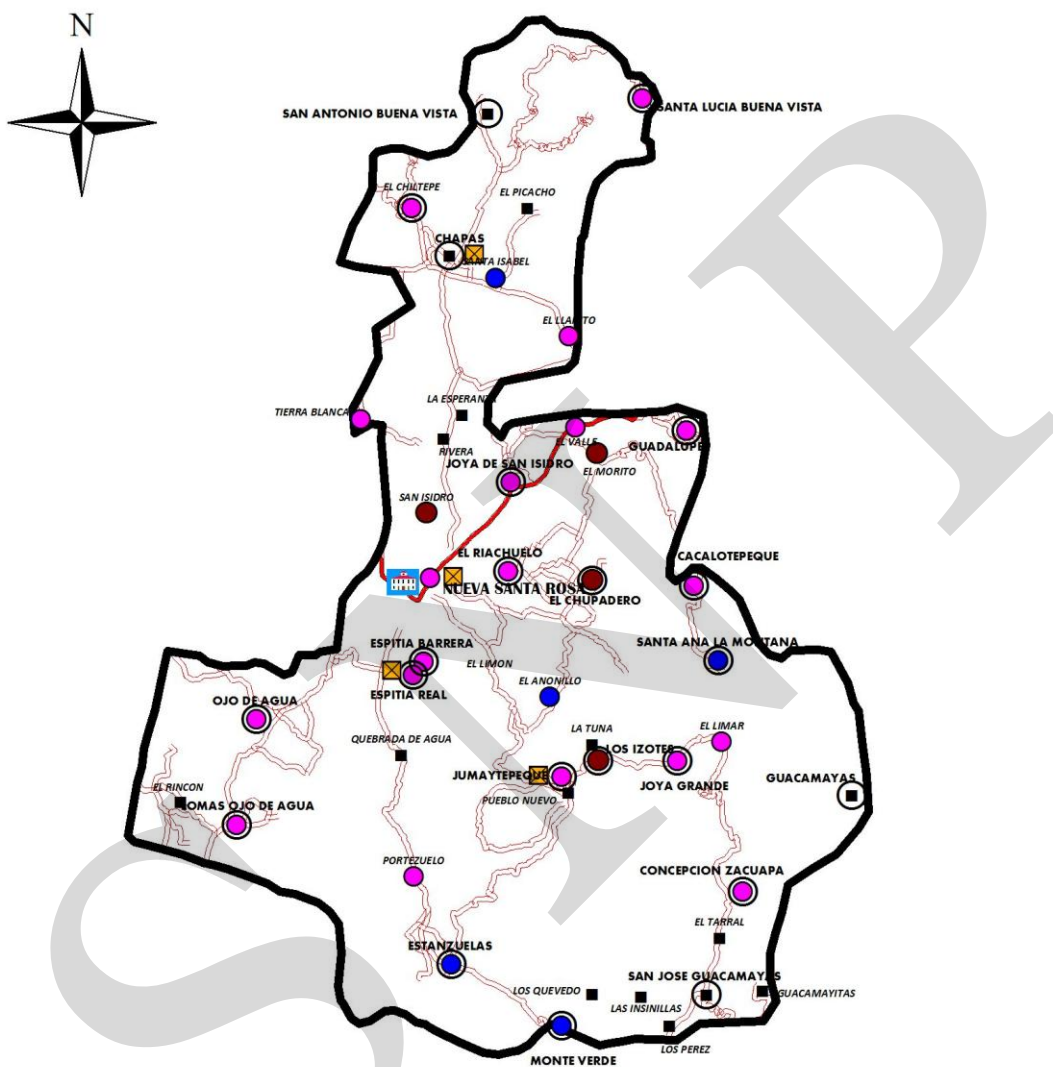 N
SAN ANTONIO BUENA VISTA
SANTA LUCIA BUENA VISTA
EL CHILTEPE
EL PICACHO
CHAPAS
SANTA ISABEL
EL LLANITO
LA ESPERANZA
TIERRA BLANCA
EL VALLE
RIVERA
GUADALUPE
JOYA DE SAN ISIDRO
EL MORITO
SAN ISIDRO
EL RIACHUELO
CACALOTEPEQUE
NUEVA SANTA ROSA
EL CHUPADERO
ESPITIA BARRERA
SANTA ANA LA MONTANA
EL LIMON
ESPITIA REAL
EL ANONILLO
OJO DE AGUA
LA TUNA
EL LIMAR
QUEBRADA DE AGUA
LOS IZOTES
JUMAYTEPEQUE
GUACAMAYAS
EL RINCON
JOYA GRANDE
PUEBLO NUEVO
LOMAS OJO DE AGUA
PORTEZUELO
CONCEPCION ZACUAPA
EL TARRAL
ESTANZUELAS
SAN JOSE GUACAMAYAS
LOS QUEVEDO
GUACAMAYITAS
LAS INSINILLAS
LOS PEREZ
MONTE VERDE
SNIP